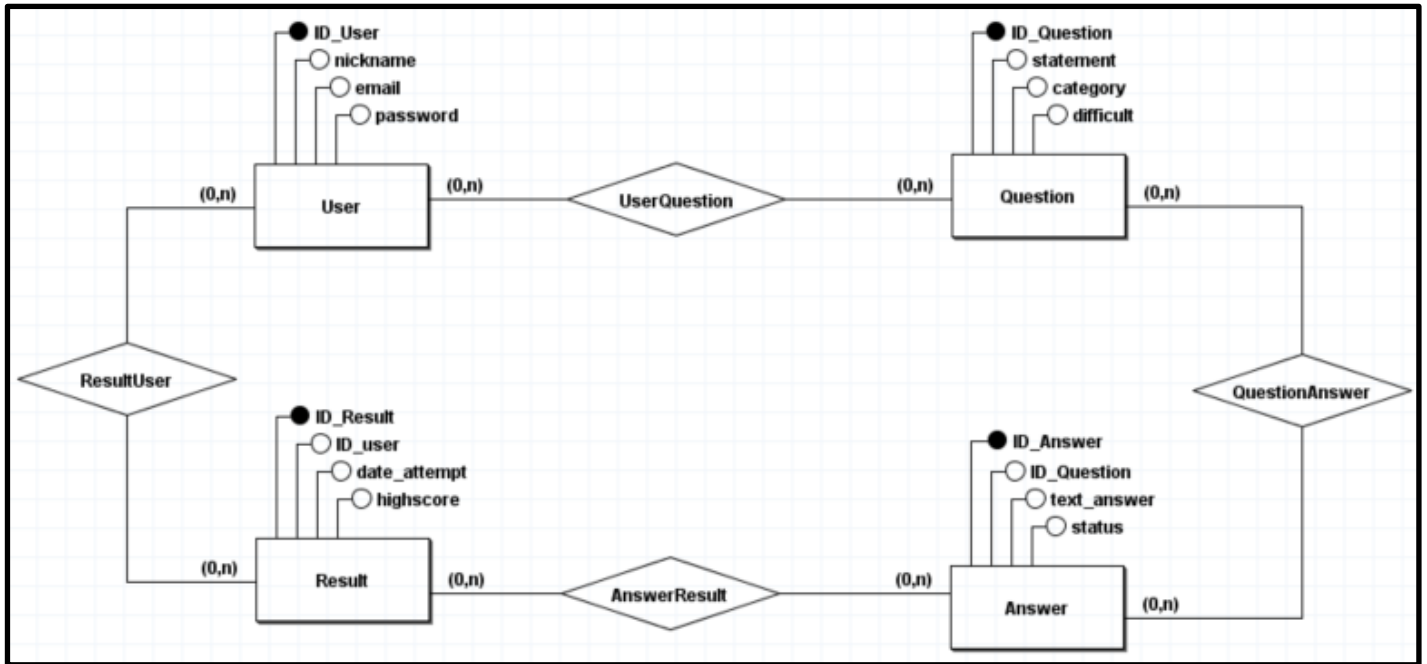 ID_User
nickname
email
password
ID_Question
statement
category
difficult
(0,n)
User
(0,n)
UserQuestion
(0,n)
Question
(0,n)
ResultUser
QuestionAnswer
ID_Result
ID_user
date_attempt
highscore
ID_Answer
ID_Question
text_answer
status
(0,n)
Result
(0,n)
AnswerResult
(0,n)
Answer
(0,n)